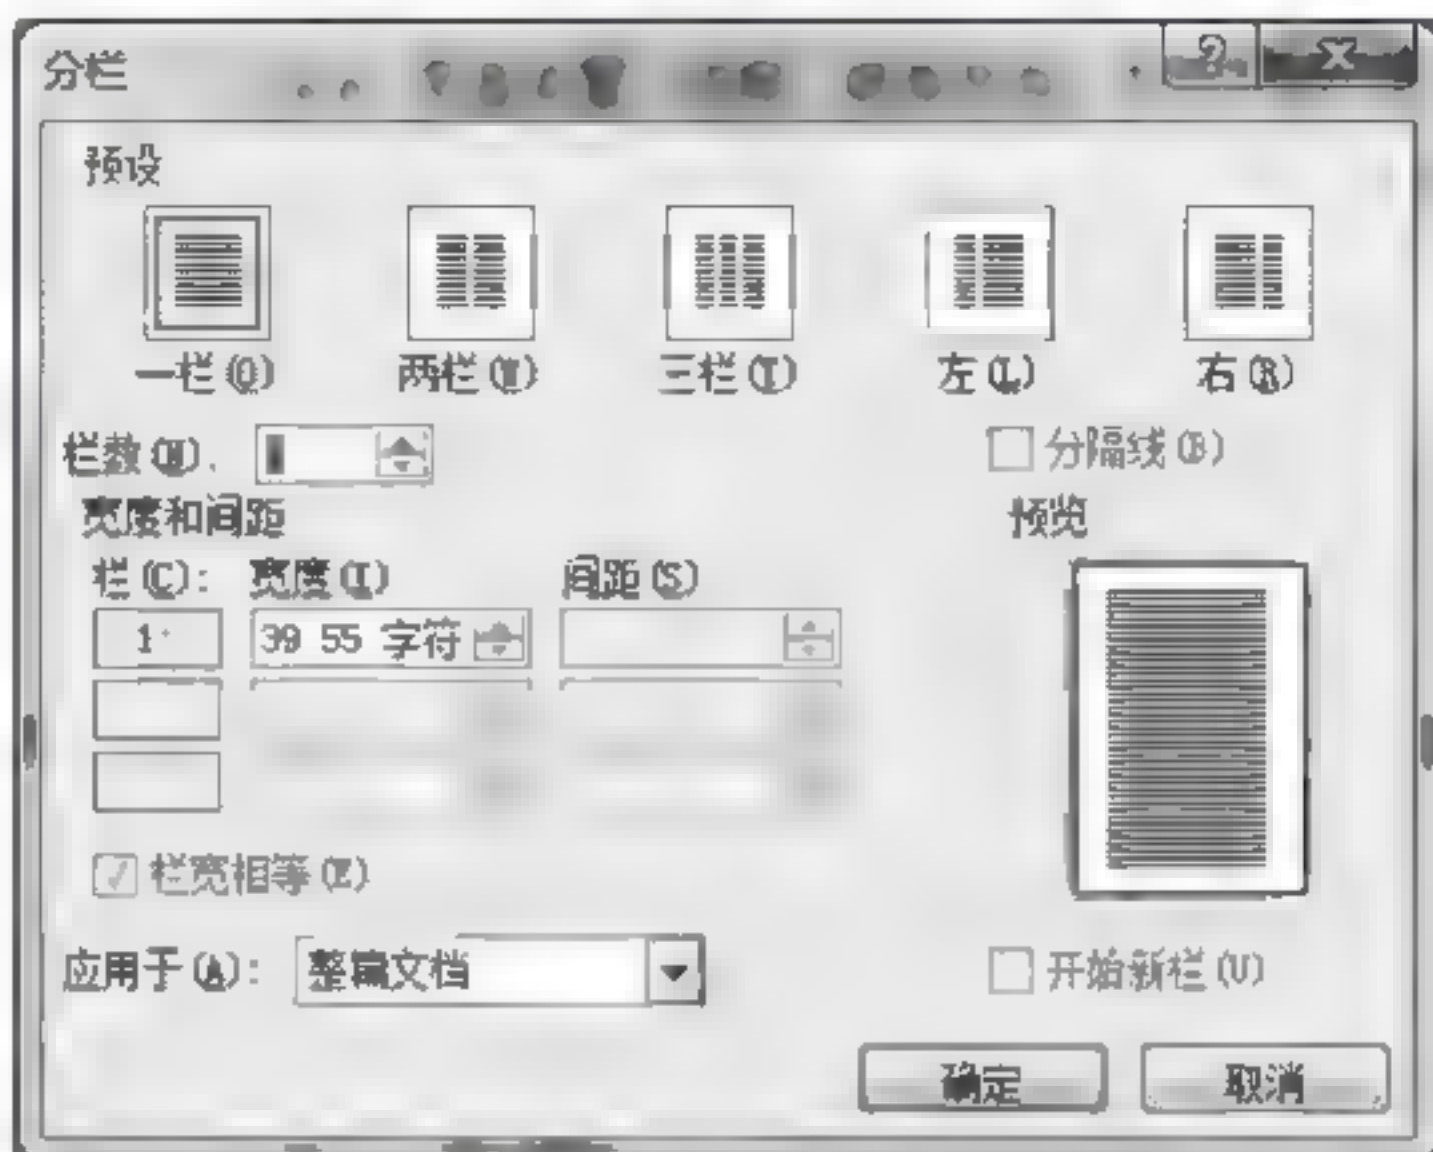 分栏
预设
一栏(O) 两栏(W) 三栏(T) 左(L) 右(R)
栏数(N).
分隔线(B)
宽度和间距 预览
栏(C): 宽度(I) 间距(S)
1 39 55 字符
栏宽相等(E)
应用于(A): 整篇文档
开始新栏(U)
确定 取消